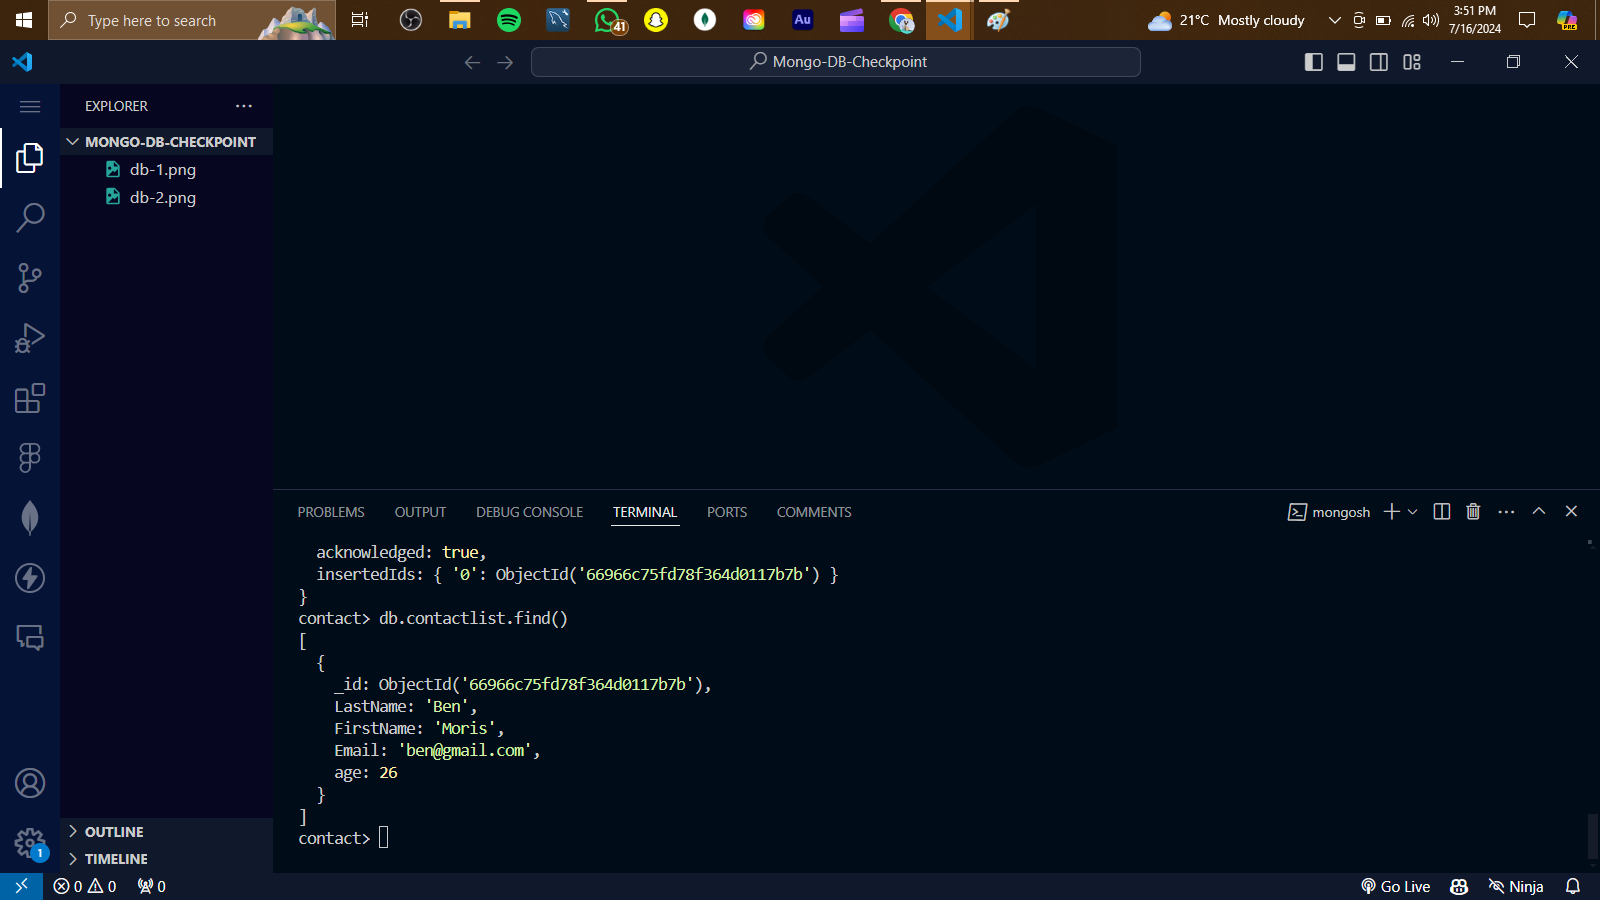 Type here to search
41
Au
21°C Mostly cloudy
3:51 PM
7/16/2024
PRE
Mongo-DB-Checkpoint
EXPLORER
MONGO-DB-CHECKPOINT
db-1.png
db-2.png
PROBLEMS OUTPUT DEBUG CONSOLE TERMINAL PORTS COMMENTS
mongosh
acknowledged: true,
insertedIds: { '0': ObjectId('66966c75fd78f364d0117b7b') }
}
contact> db.contactlist.find()
[
{
_id: ObjectId('66966c75fd78f364d0117b7b'),
LastName: 'Ben',
FirstName: 'Moris',
Email: 'ben@gmail.com',
age: 26
}
]
contact>
OUTLINE
1
TIMELINE
0 0 0
Go Live
Ninja